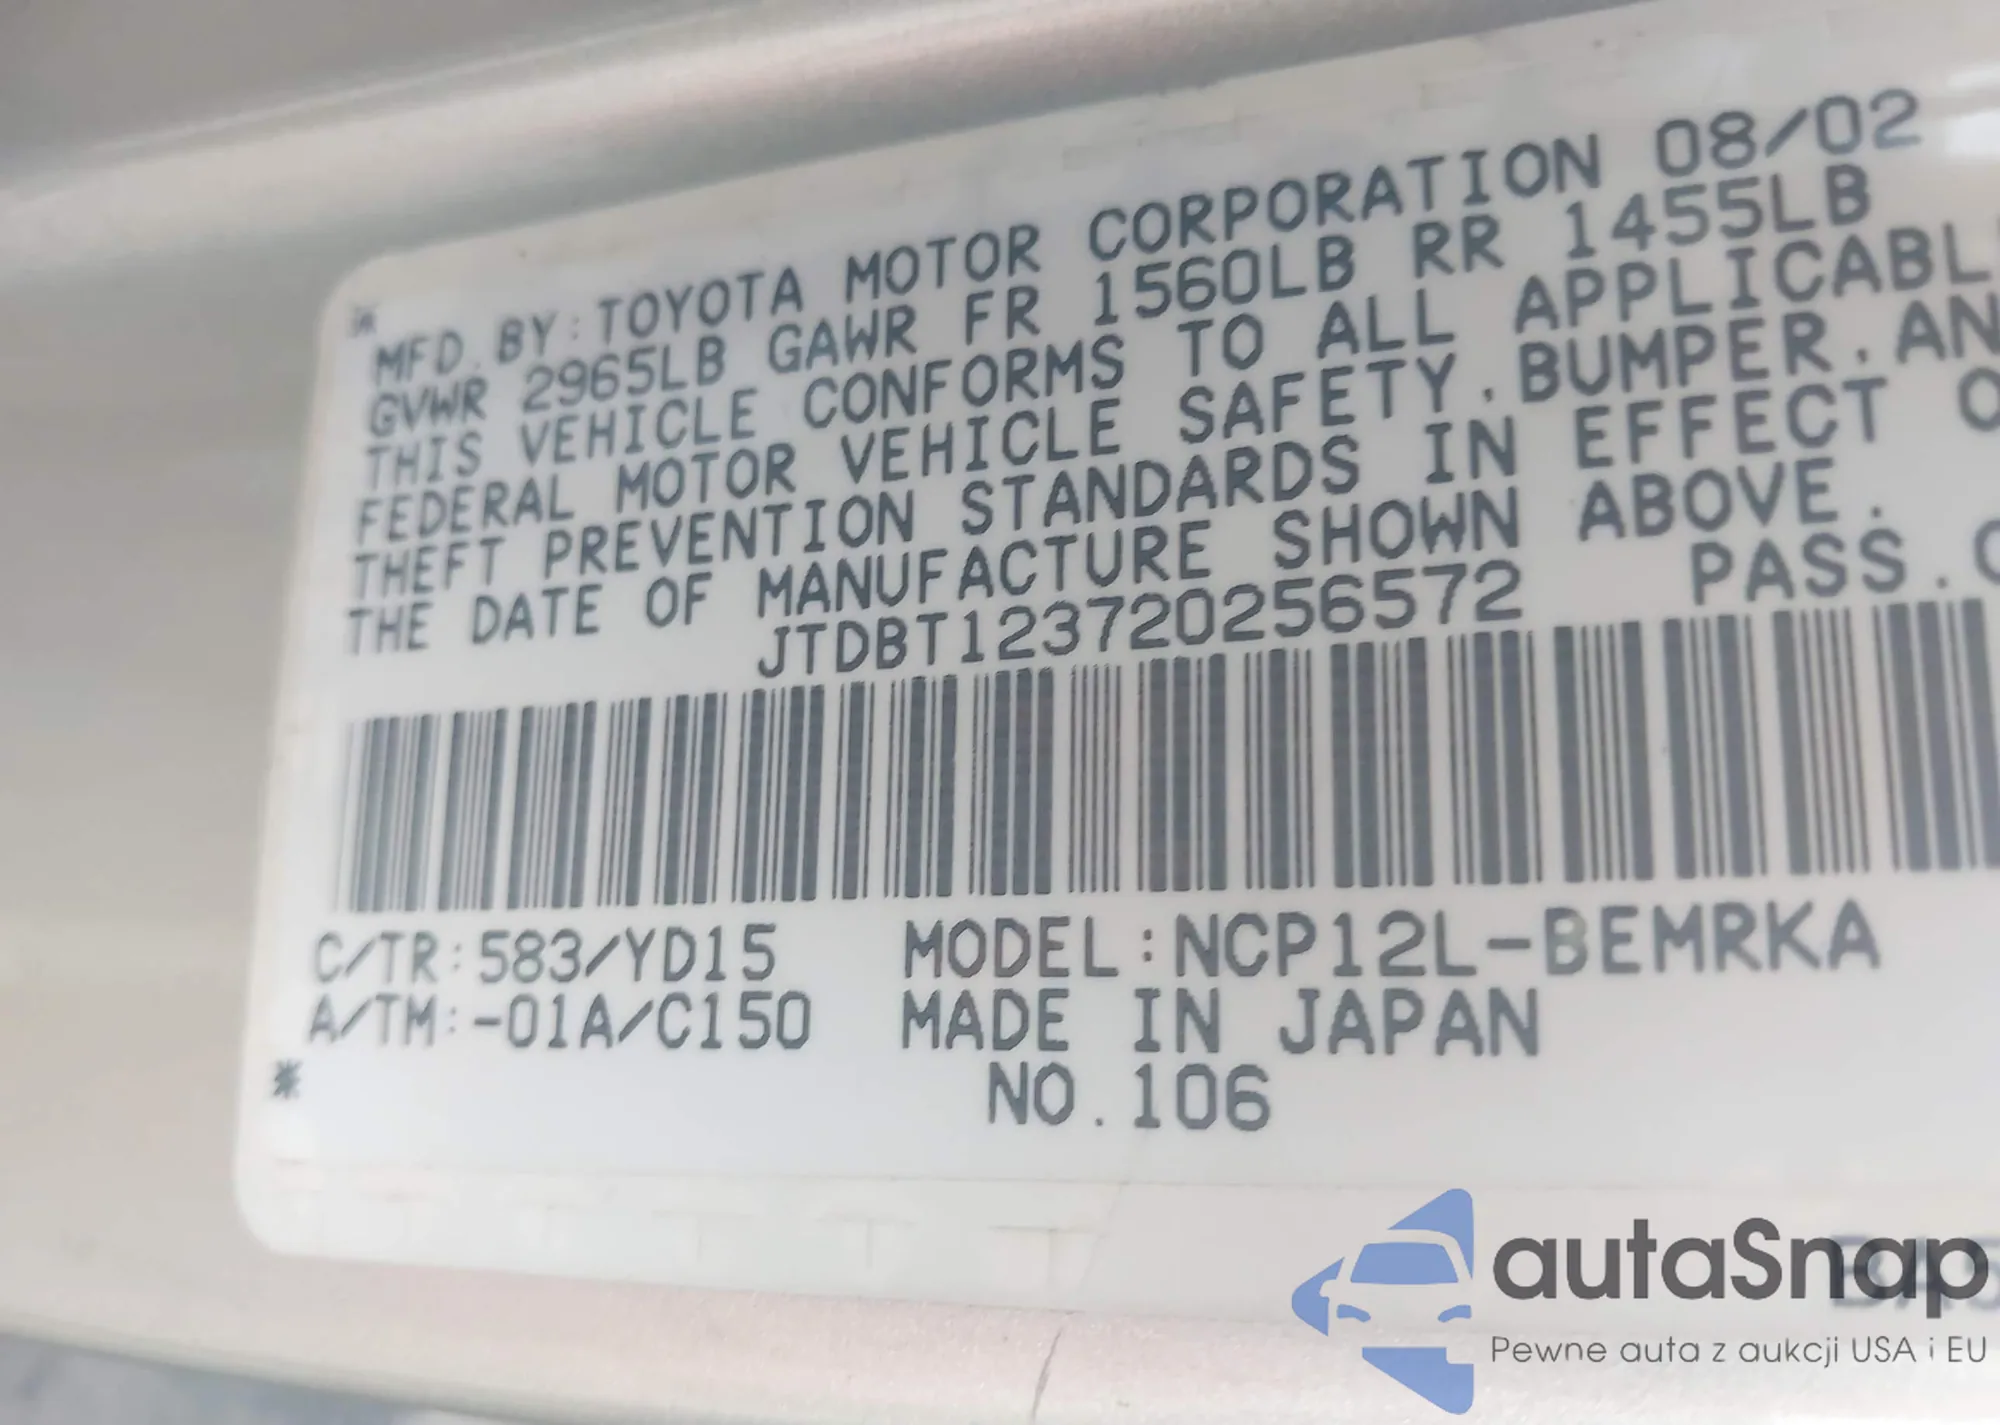 MFD. BY: TOYOTA MOTOR CORPORATION 08/02
GVWR 2965LB GAWR FR 1560LB RR 1455LB
THIS VEHICLE CONFORMS TO ALL APPLICABL
FEDERAL MOTOR VEHICLE SAFETY, BUMPER, AN
THEFT PREVENTION STANDARDS IN EFFECT O
THE DATE OF MANUFACTURE SHOWN ABOVE.
JTDBT123720256572 PASS. C
C/TR: 583/YD15 MODEL: NCP12L-BEMRKA
A/TM: -01A/C150 MADE IN JAPAN
* NO. 106
autaSnap
Pewne auta z aukcji USA i EU